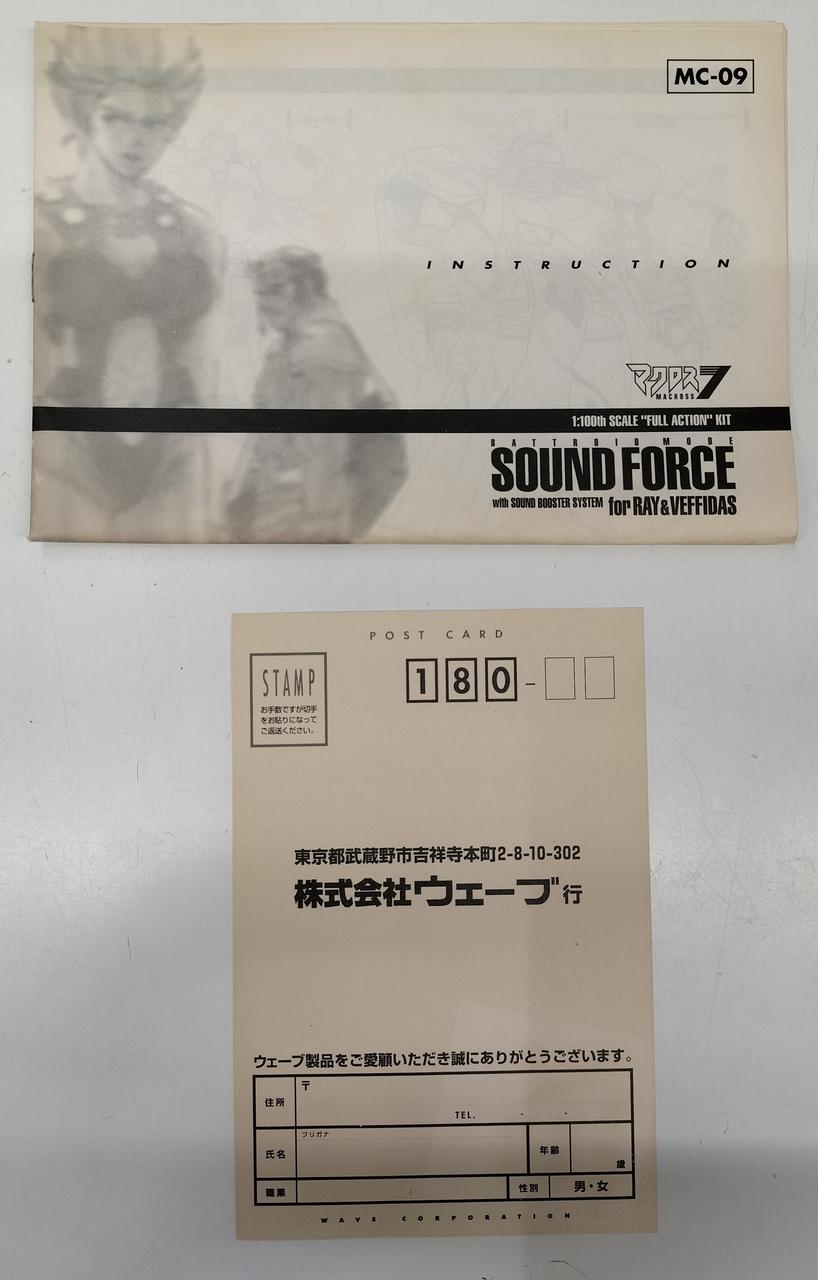 MC-09
INSTRUCTION
マクロス7
MACROSS
1:100th SCALE "FULL ACTION" KIT
BATTROID MODE
SOUND FORCE
with SOUND BOOSTER SYSTEM for RAY&VEFFIDAS
POST CARD
STAMP
お手数ですが切手
をお貼りになって
ご返送ください。
180-
東京都武蔵野市吉祥寺本町2-8-10-302
株式会社ウェーブ行
ウェーブ製品をご愛顧いただき誠にありがとうございます。
住所 〒
TEL. - -
フリガナ
氏名 年齢 歳
職業 性別 男・女
WAVE CORPORATION